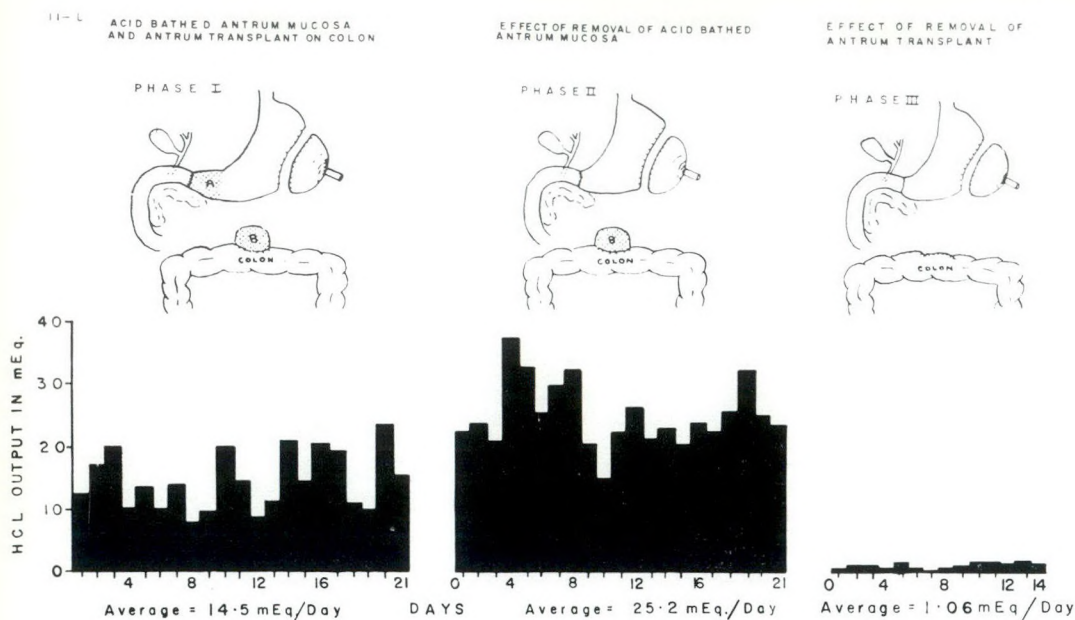 11-L
ACID BATHED ANTRUM MUCOSA
AND ANTRUM TRANSPLANT ON COLON
EFFECT OF REMOVAL OF ACID BATHED
ANTRUM MUCOSA
EFFECT OF REMOVAL OF
ANTRUM TRANSPLANT
PHASE I
PHASE II
PHASE III
A
B
COLON
B
COLON
COLON
HCL OUTPUT IN mEq.
40
30
20
10
0
4 8 12 16 21
0 4 8 12 16 21
0 4 8 12 14
Average = 14.5 mEq/Day
DAYS
Average = 25.2 mEq./Day
Average = 1.06 mEq/Day